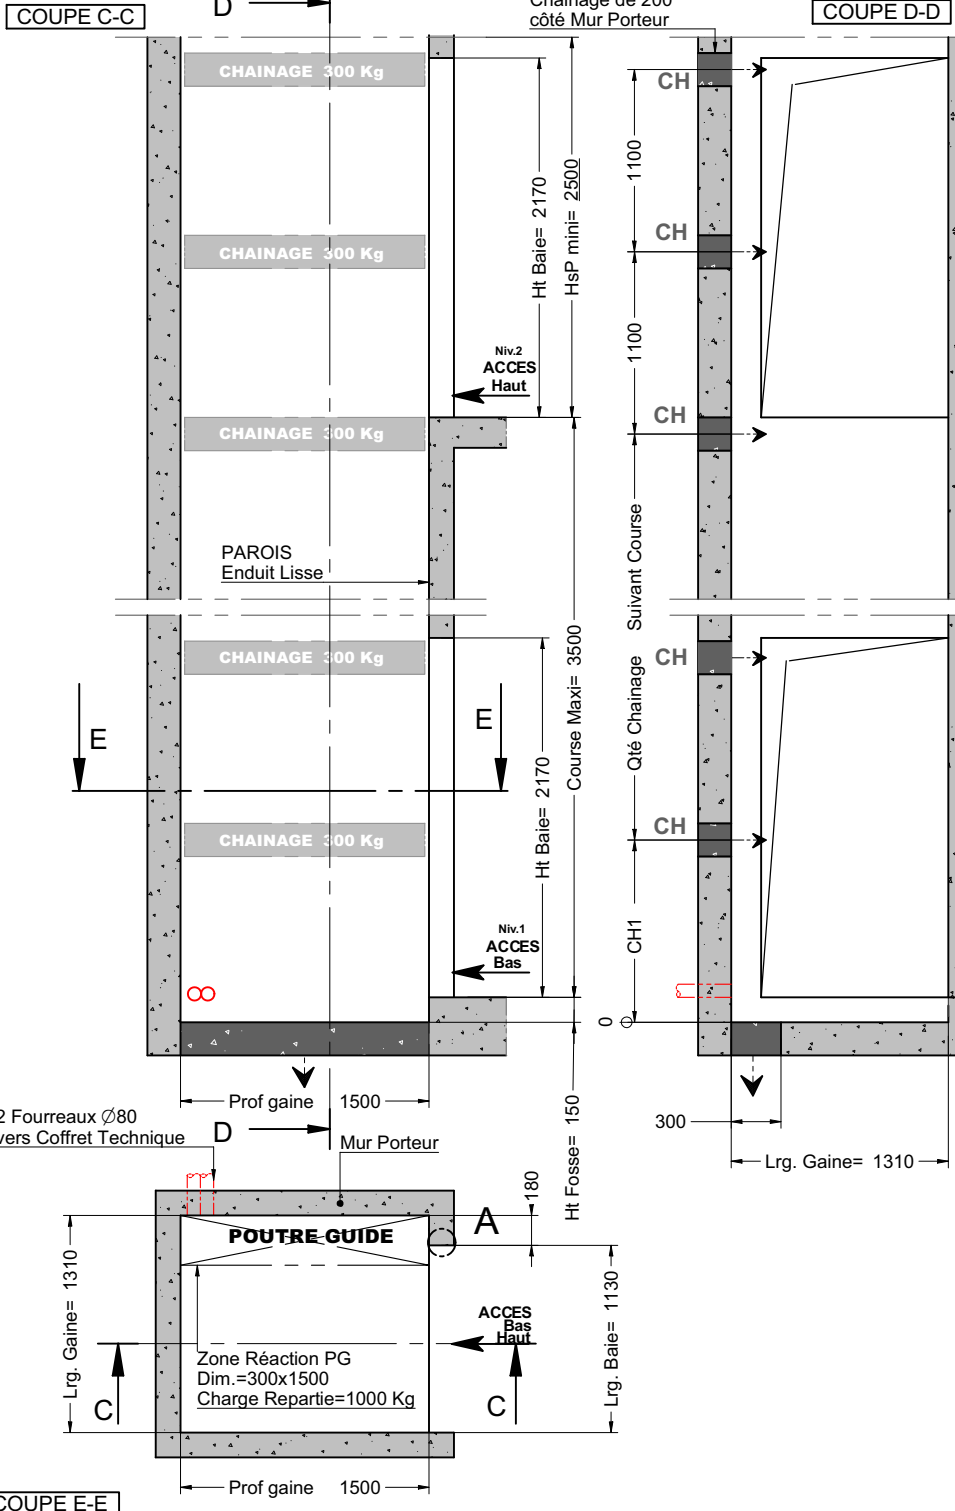 COUPE C-C
D
Chainage de 200
côté Mur Porteur
COUPE D-D
CHAINAGE 300 Kg
CH
1100
Ht Baie= 2170
HsP mini= 2500
CHAINAGE 300 Kg
CH
1100
Niv.2
ACCES
Haut
CHAINAGE 300 Kg
CH
PAROIS
Enduit Lisse
Suivant Course
Qté Chainage
CHAINAGE 300 Kg
CH
Course Maxi= 3500
Ht Baie= 2170
E
E
CHAINAGE 300 Kg
CH
CH1
Niv.1
ACCES
Bas
0
Prof gaine 1500
Ht Fosse= 150
300
Lrg. Gaine= 1310
2 Fourreaux Ø80
vers Coffret Technique
D
Mur Porteur
180
A
POUTRE GUIDE
Lrg. Gaine= 1310
Lrg. Baie= 1130
ACCES
Bas
Haut
Zone Réaction PG
Dim.=300x1500
Charge Repartie=1000 Kg
C
C
Prof gaine 1500
COUPE E-E